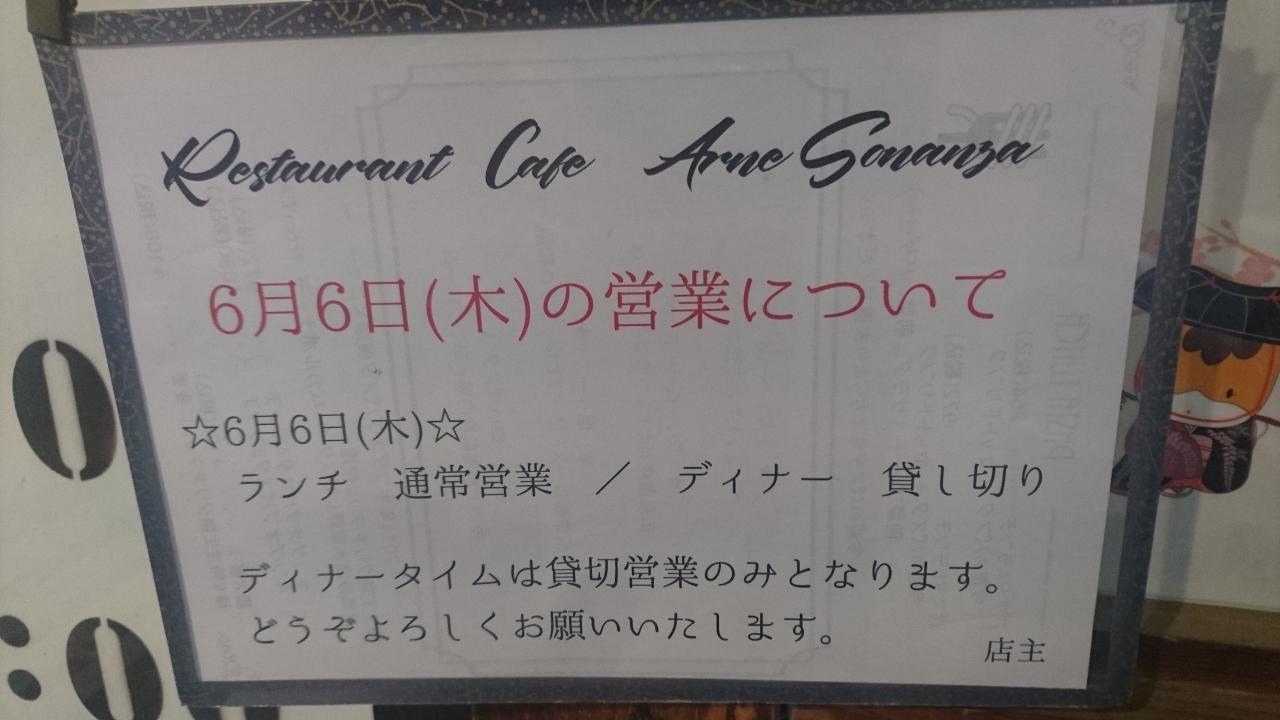 Restaurant Cafe Arne Sonanza
6月6日(木)の営業について
☆6月6日(木)☆
ランチ 通常営業 ／ ディナー 貸し切り
ディナータイムは貸切営業のみとなります。
どうぞよろしくお願いいたします。
店主